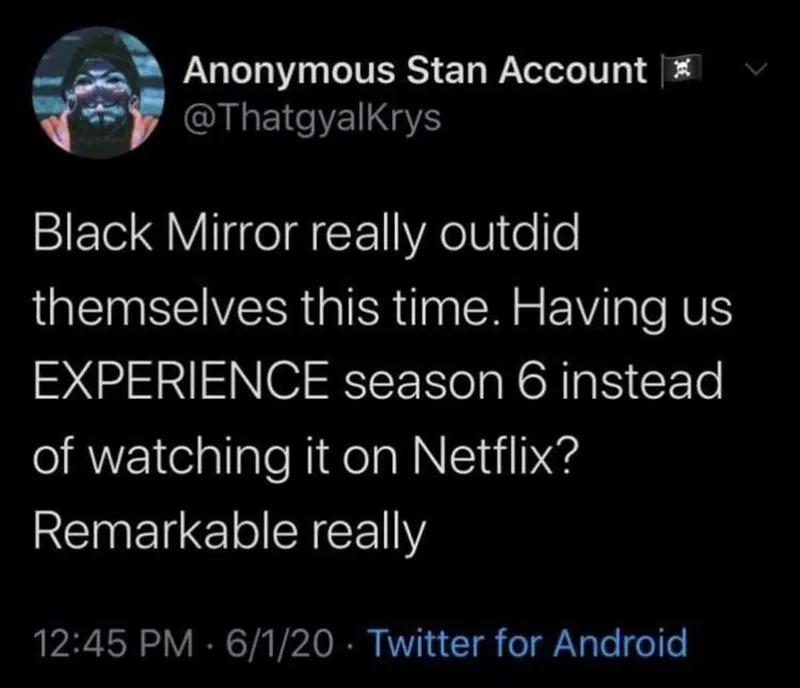 Anonymous Stan Account 🏴‍☠️
@ThatgyalKrys
Black Mirror really outdid
themselves this time. Having us
EXPERIENCE season 6 instead
of watching it on Netflix?
Remarkable really
12:45 PM · 6/1/20 · Twitter for Android